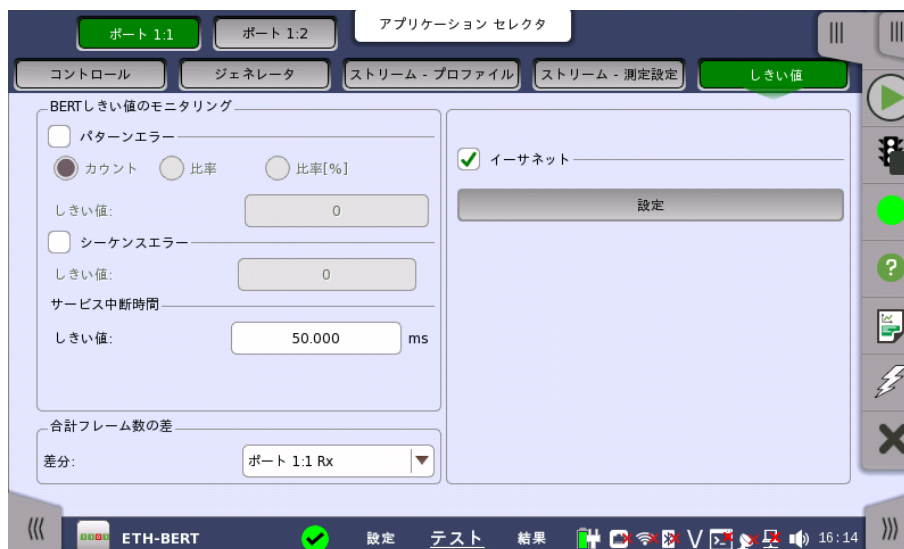 アプリケーション セレクタ
ポート 1:1
ポート 1:2
コントロール
ジェネレータ
ストリーム - プロファイル
ストリーム - 測定設定
しきい値
BERTしきい値のモニタリング
パターンエラー
カウント
比率
比率[%]
しきい値:
0
シーケンスエラー
しきい値:
0
サービス中断時間
しきい値:
50.000
ms
イーサネット
設定
合計フレーム数の差
差分:
ポート 1:1 Rx
ETH-BERT
設定
テスト
結果
16:14